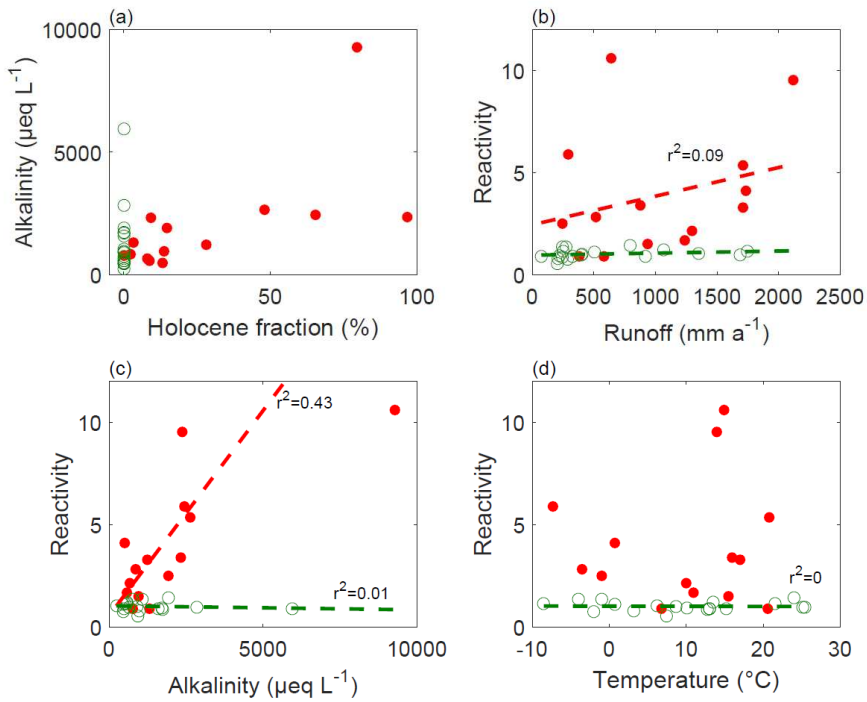 (a)
10000
5000
0
Alkalinity (µeq L⁻¹)
0 50 100
Holocene fraction (%)
(b)
10
5
0
Reactivity
r²=0.09
0 500 1000 1500 2000 2500
Runoff (mm a⁻¹)
(c)
10
5
0
Reactivity
r²=0.43
r²=0.01
0 5000 10000
Alkalinity (µeq L⁻¹)
(d)
10
5
0
Reactivity
r²=0
-10 0 10 20 30
Temperature (°C)